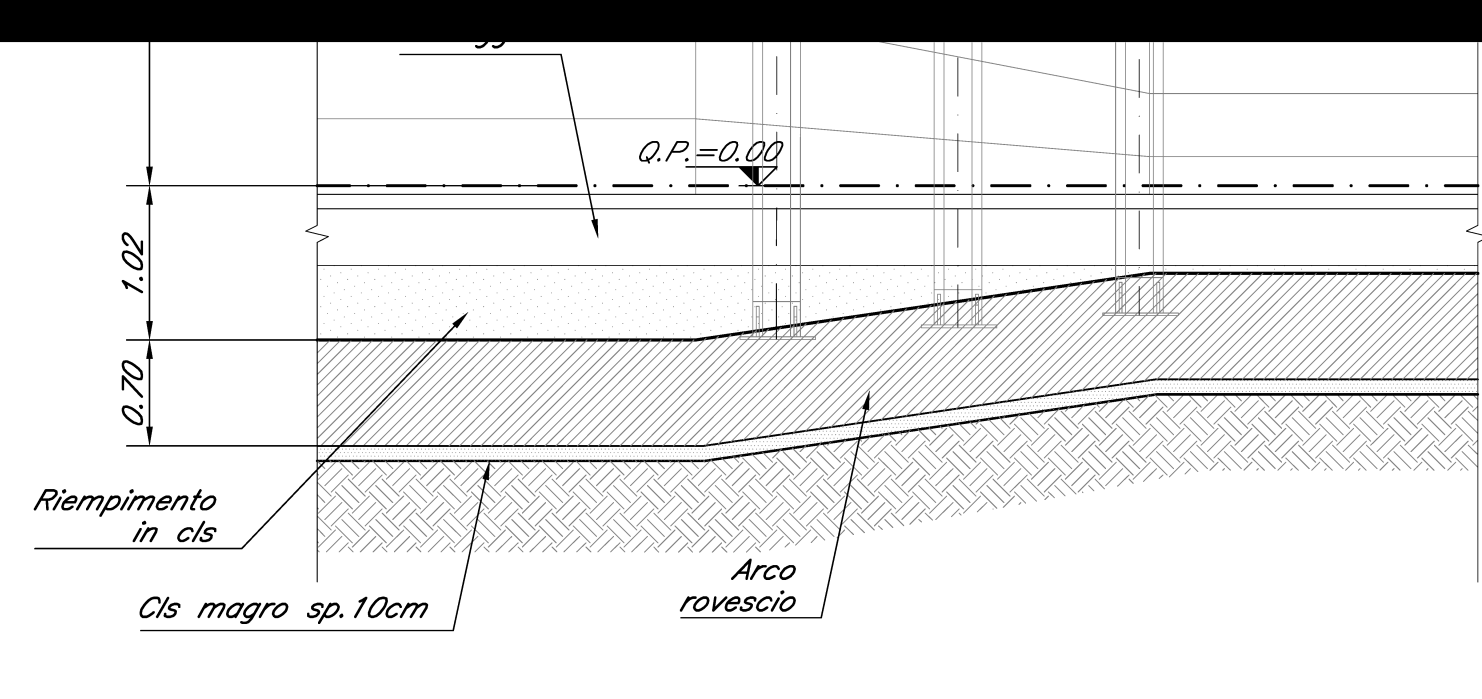 Q.P.=0.00
1.02
0.70
Riempimento
in cls
Cls magro sp.10cm
Arco
rovescio